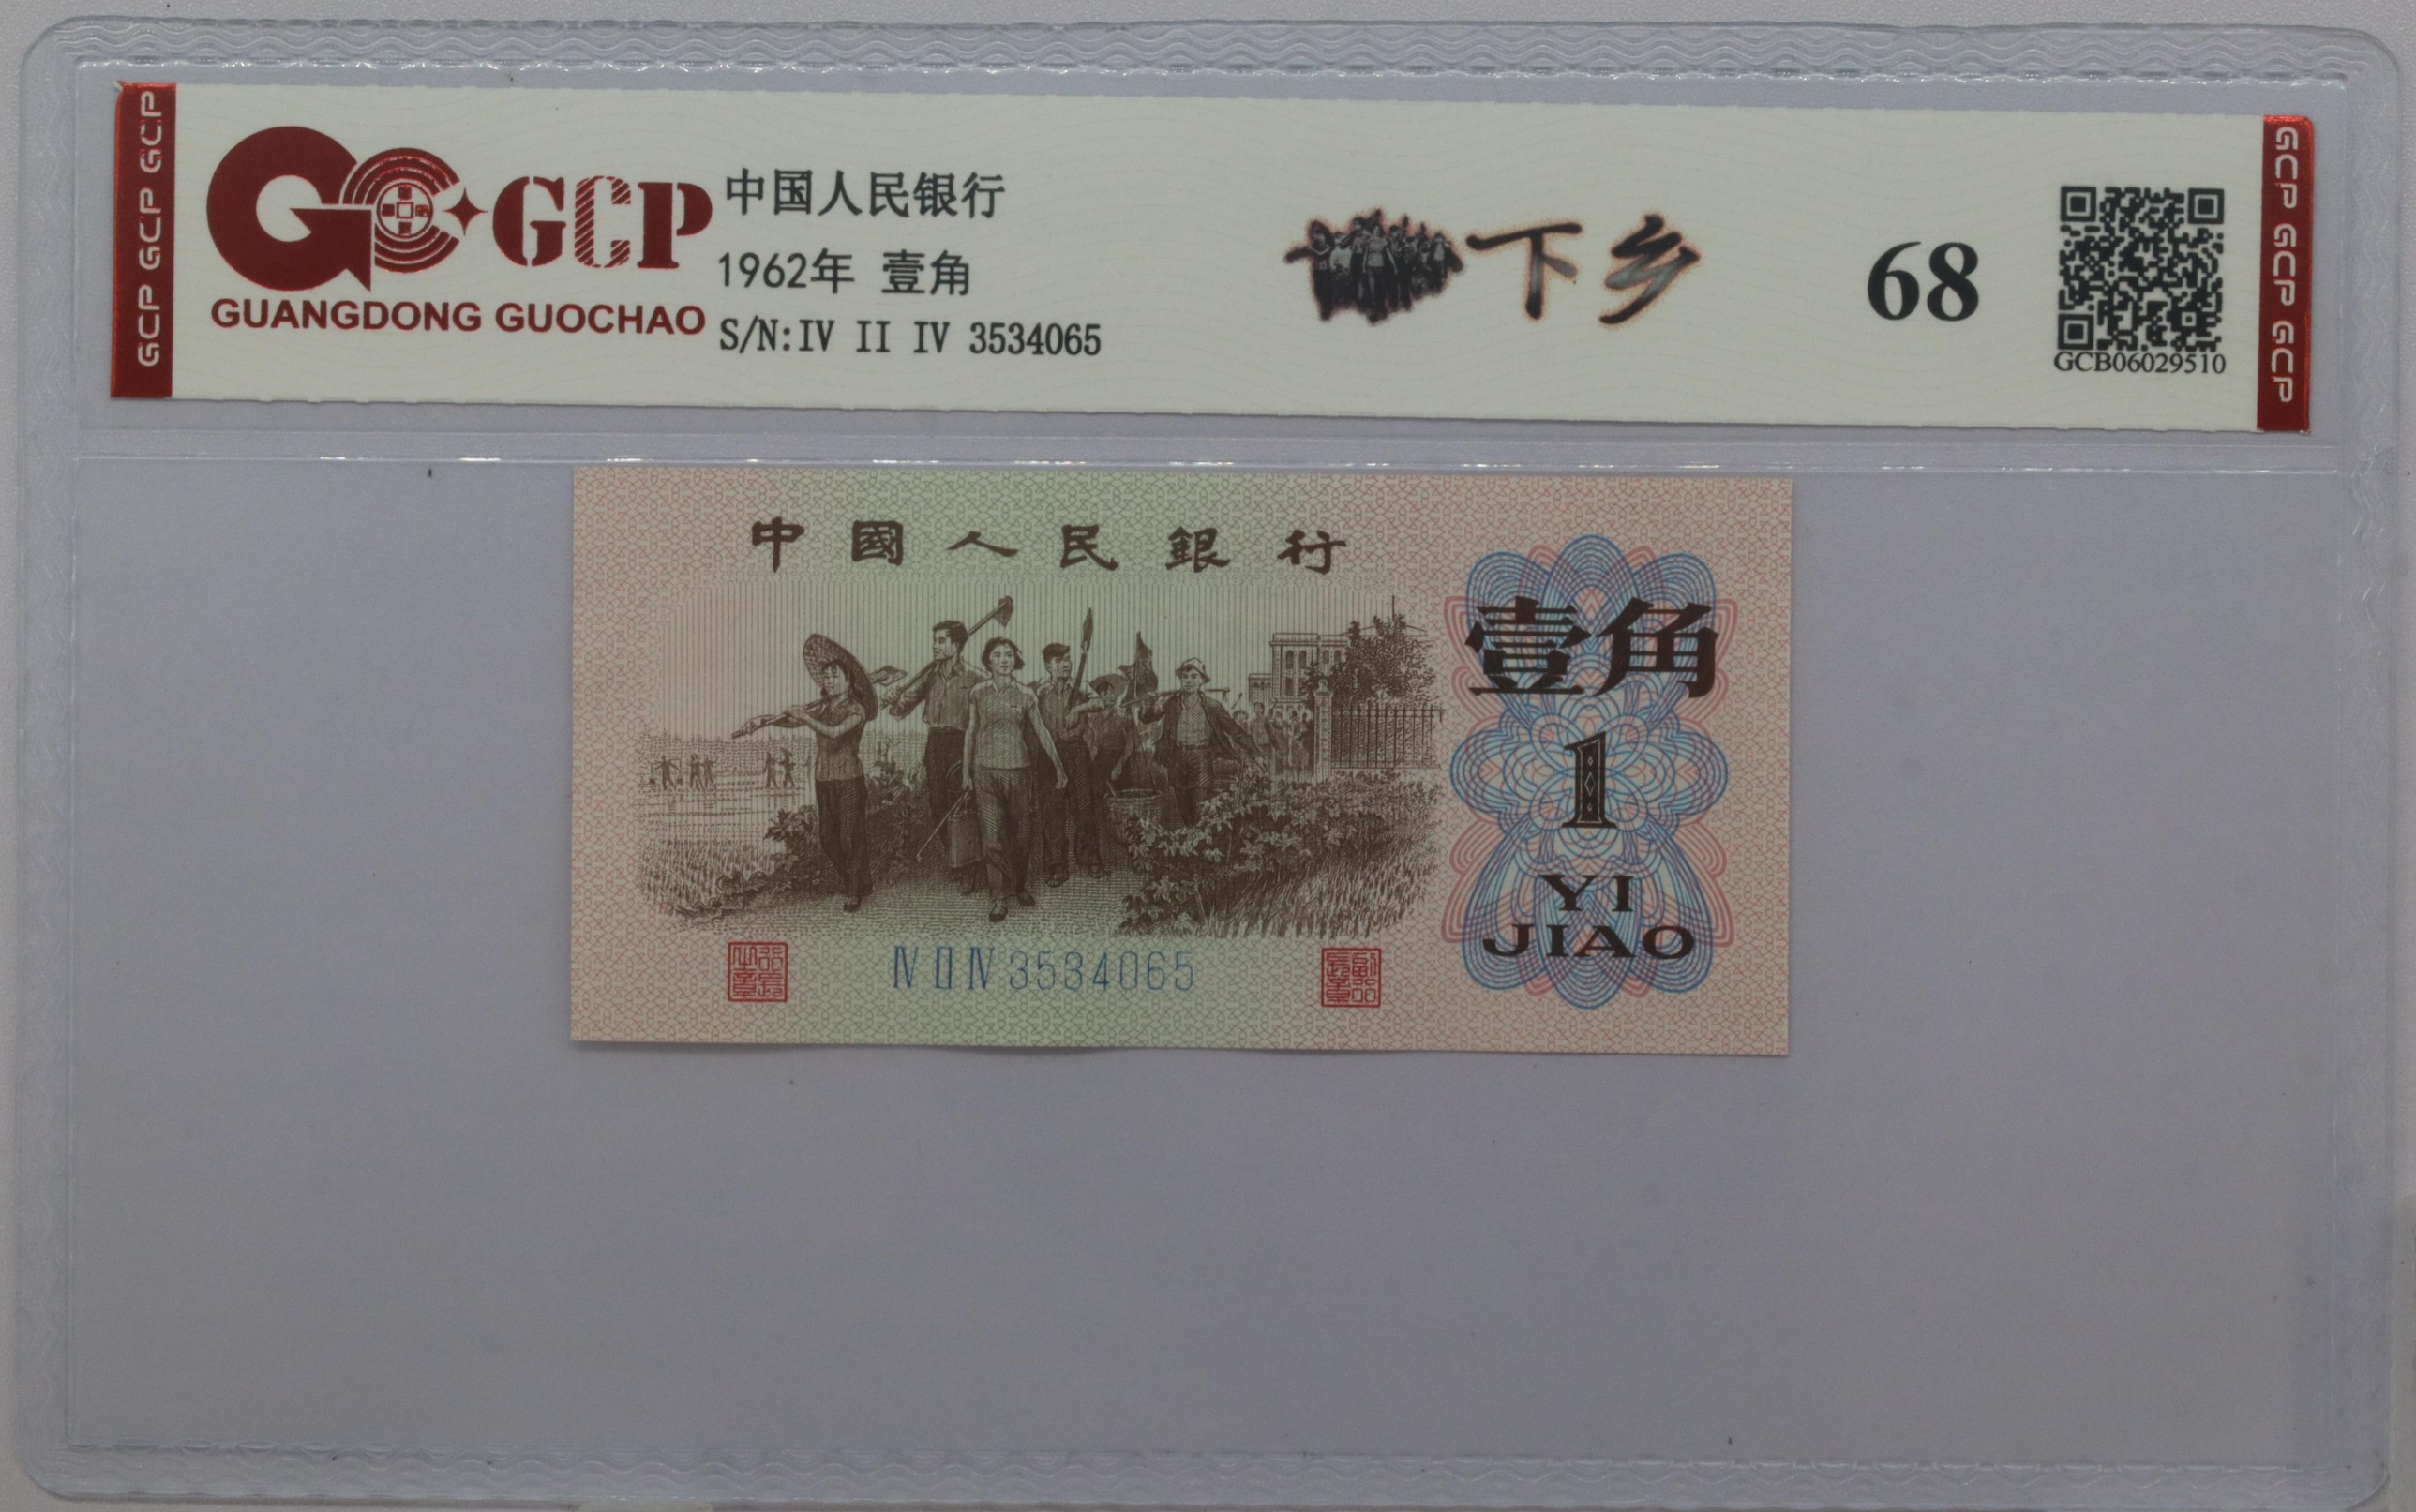 GCP GCP GCP
GCP
GUANGDONG GUOCHAO
中国人民银行
1962年 壹角
S/N:IV II IV 3534065
下乡
68
GCB06029510
GCP GCP GCP
中國人民銀行
壹角
1
YI
JIAO
IV II IV 3534065